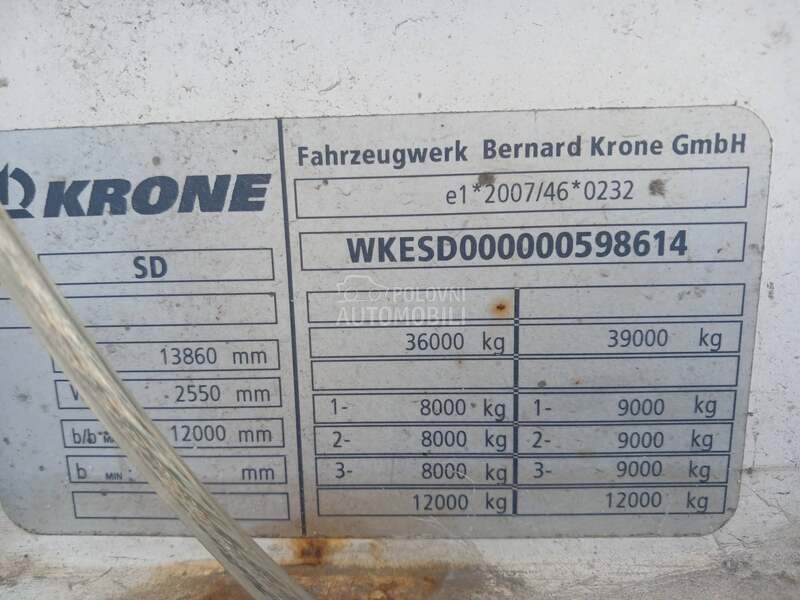 KRONE
Fahrzeugwerk Bernard Krone GmbH
e1*2007/46*0232
WKESD000000598614
SD
POLOVNI
AUTOMOBILI
36000 kg 39000 kg
13860 mm
2550 mm
1- 8000 kg 1- 9000 kg
b/b 12000 mm
2- 8000 kg 2- 9000 kg
b MIN mm
3- 8000 kg 3- 9000 kg
12000 kg 12000 kg